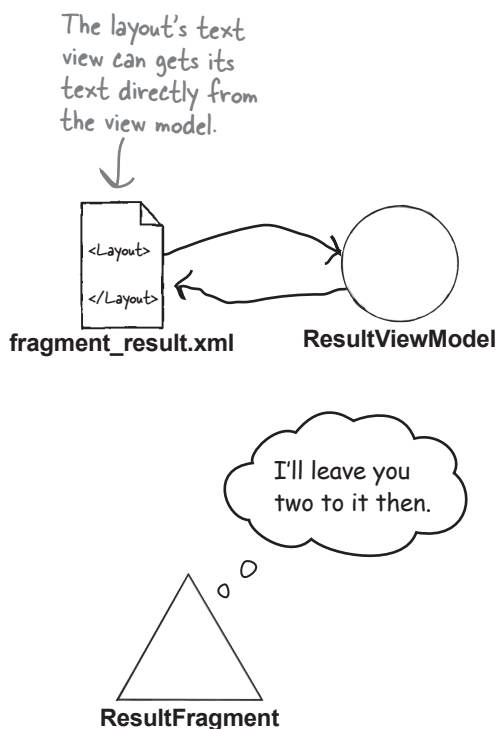 The layout's text
view can gets its
text directly from
the view model.
<Layout>
</Layout>
fragment_result.xml
ResultViewModel
I'll leave you
two to it then.
ResultFragment